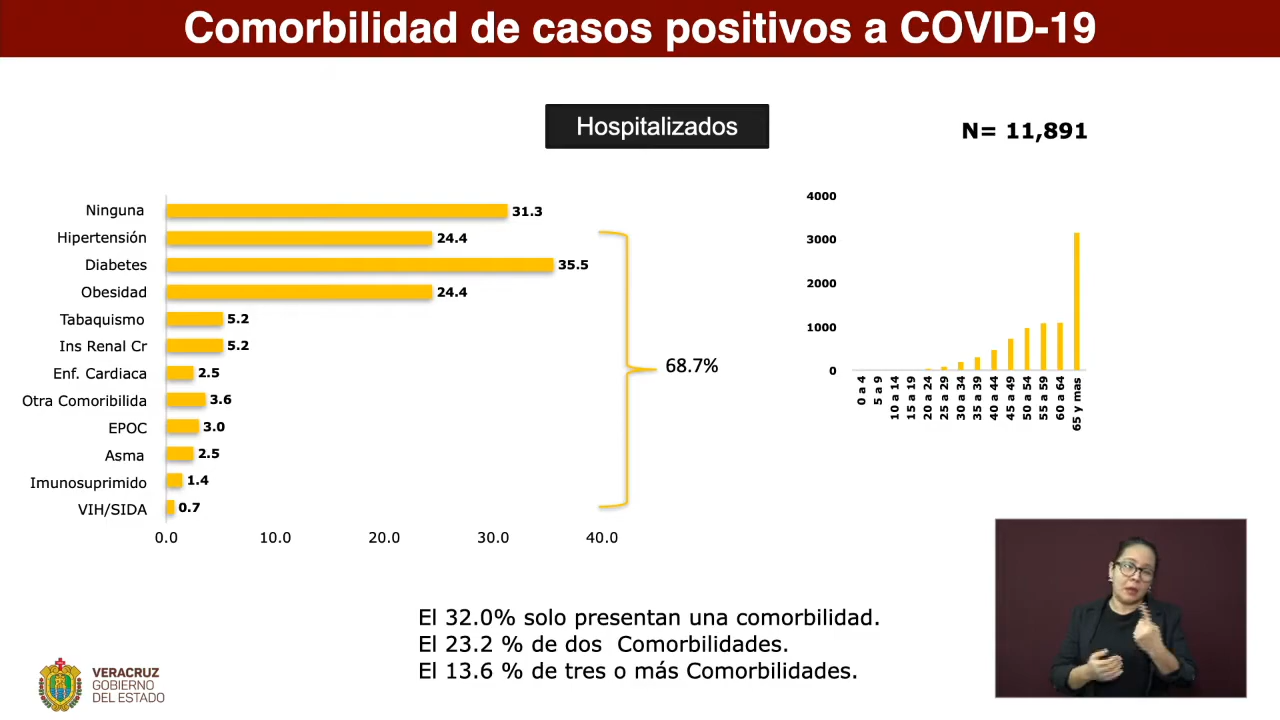 Comorbilidad de casos positivos a COVID-19
Hospitalizados
N= 11,891
Ninguna 31.3
Hipertensión 24.4
Diabetes 35.5
Obesidad 24.4
Tabaquismo 5.2
Ins Renal Cr 5.2
Enf. Cardiaca 2.5
Otra Comoribilida 3.6
EPOC 3.0
Asma 2.5
Imunosuprimido 1.4
VIH/SIDA 0.7
0.0 10.0 20.0 30.0 40.0
68.7%
4000
3000
2000
1000
0
0 a 4
5 a 9
10 a 14
15 a 19
20 a 24
25 a 29
30 a 34
35 a 39
40 a 44
45 a 49
50 a 54
55 a 59
60 a 64
65 y mas
El 32.0% solo presentan una comorbilidad.
El 23.2 % de dos Comorbilidades.
El 13.6 % de tres o más Comorbilidades.
VERACRUZ
GOBIERNO
DEL ESTADO